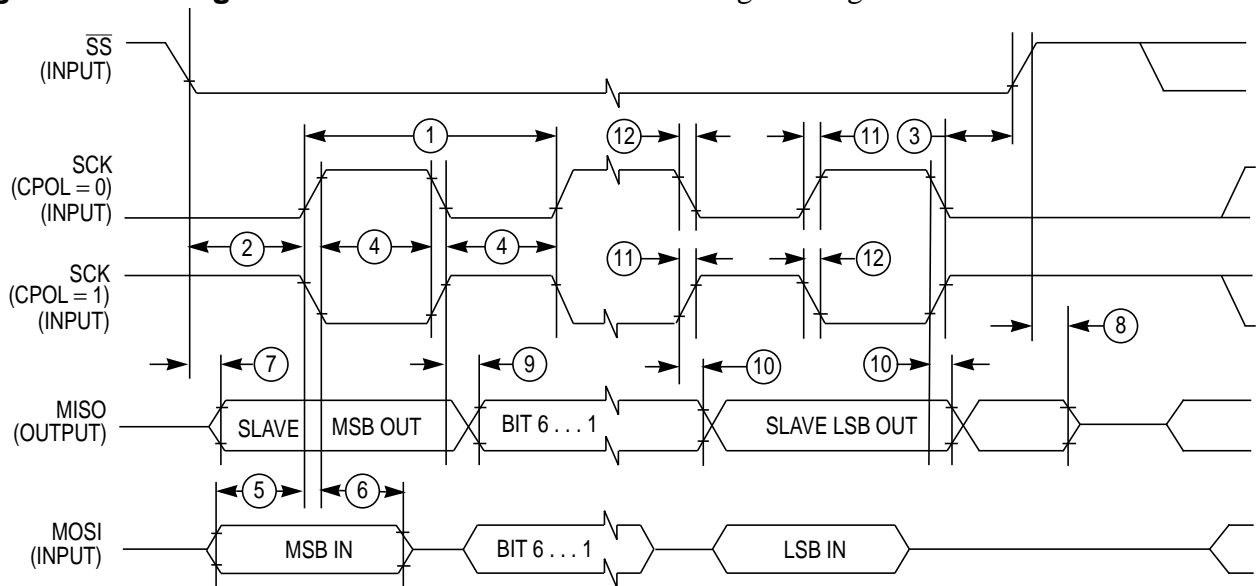 SS
(INPUT)
1
12
11
3
SCK
(CPOL = 0)
(INPUT)
2
4
4
11
12
SCK
(CPOL = 1)
(INPUT)
7
9
10
10
8
MISO
(OUTPUT)
SLAVE MSB OUT
BIT 6 . . . 1
SLAVE LSB OUT
5
6
MOSI
(INPUT)
MSB IN
BIT 6 . . . 1
LSB IN